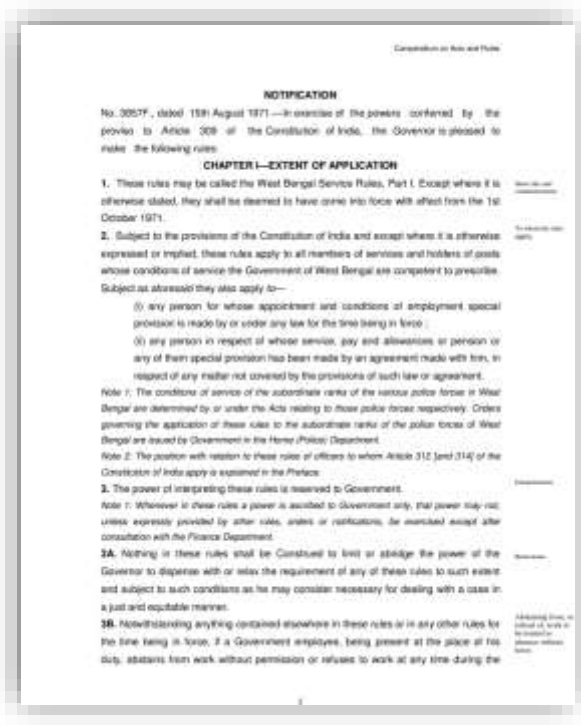 Compendium on Acts and Rules
NOTIFICATION
No. 3857F., dated 15th August 1971.—In exercise of the powers conferred by the
proviso to Article 309 of the Constitution of India, the Governor is pleased to
make the following rules:
CHAPTER I—EXTENT OF APPLICATION
1. These rules may be called the West Bengal Service Rules, Part I. Except where it is
otherwise stated, they shall be deemed to have come into force with effect from the 1st
October 1971.
2. Subject to the provisions of the Constitution of India and except where it is otherwise
To whom the rules
apply.
expressed or implied, these rules apply to all members of services and holders of posts
whose conditions of service the Government of West Bengal are competent to prescribe.
Subject as aforesaid they also apply to—
(i) any person for whose appointment and conditions of employment special
provision is made by or under any law for the time being in force ;
(ii) any person in respect of whose service, pay and allowances or pension or
any of them special provision has been made by an agreement made with him, in
respect of any matter not covered by the provisions of such law or agreement.
Note 1: The conditions of service of the subordinate ranks of the various police forces in West
Bengal are determined by or under the Acts relating to those police forces respectively. Orders
governing the application of these rules to the subordinate ranks of the police forces of West
Bengal are issued by Government in the Home (Police) Department.
Note 2: The position with relation to these rules of officers to whom Article 312 [and 314] of the
Constitution of India apply is explained in the Preface.
3. The power of interpreting these rules is reserved to Government.
Note 1: Whenever in these rules a power is ascribed to Government only, that power may not,
unless expressly provided by other rules, orders or notifications, be exercised except after
consultation with the Finance Department.
3A. Nothing in these rules shall be Construed to limit or abridge the power of the
Governor to dispense with or relax the requirement of any of these rules to such extent
and subject to such conditions as he may consider necessary for dealing with a case in
a just and equitable manner.
3B. Notwithstanding anything contained elsewhere in these rules or in any other rules for
the time being in force, if a Government employee, being present at the place of his
duty, abstains from work without permission or refuses to work at any time during the
Abstaining from, or
refusal of, work to
be treated as
absence without
leave.